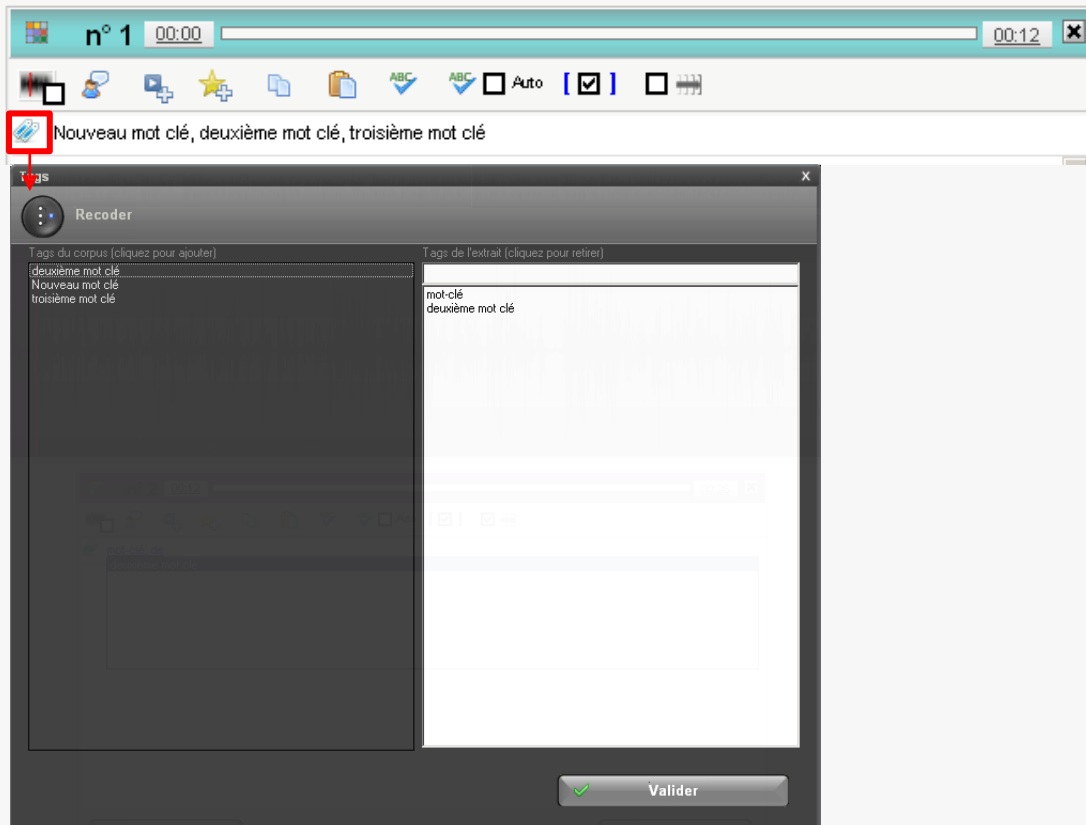 n° 1 00:00 00:12
ABC ABC Auto [ ]
Nouveau mot clé, deuxième mot clé, troisième mot clé
Tags X
Recoder
Tags du corpus (cliquez pour ajouter) Tags de l'extrait (cliquez pour retirer)
deuxième mot clé
Nouveau mot clé
troisième mot clé
mot-clé
deuxième mot clé
Valider